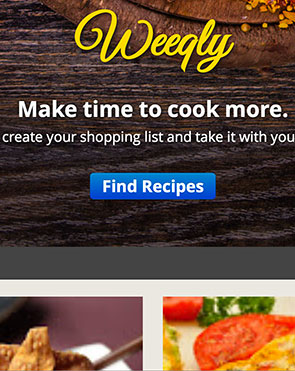 Weeqly
Make time to cook more.
create your shopping list and take it with you
Find Recipes